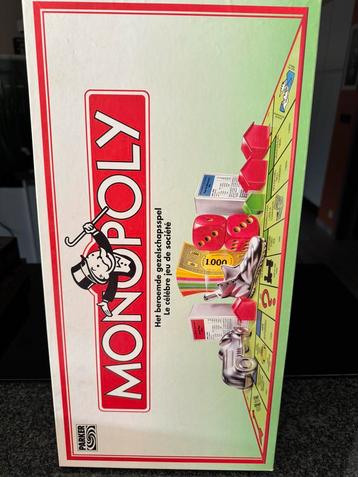 MONOPOLY
Het beroemde gezelschapsspel
Le célèbre jeu de société
1000
PARKER